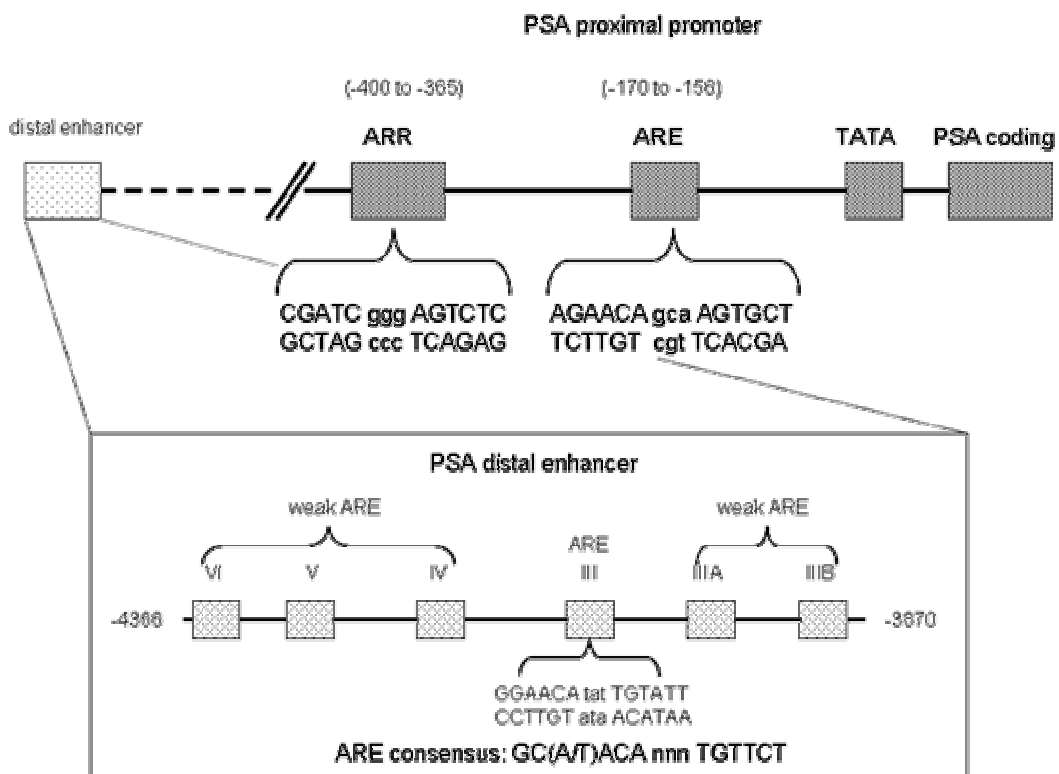 PSA proximal promoter
(-400 to -365)
(-170 to -156)
distal enhancer
ARR
ARE
TATA
PSA coding
CGATC ggg AGTCTC
GCTAG ccc TCAGAG
AGAACA gca AGTGCT
TCTTGT cgt TCACGA
PSA distal enhancer
weak ARE
weak ARE
ARE
VI
V
IV
III
IIIA
IIIB
-4366
-3870
GGAACA tat TGTATT
CCTTGT ata ACATAA
ARE consensus: GC(A/T)ACA nnn TGTTCT